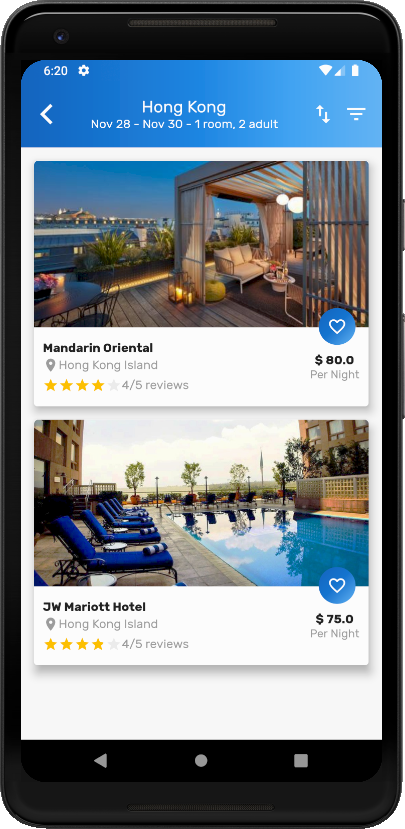 6:20
Hong Kong
Nov 28 - Nov 30 - 1 room, 2 adult
Mandarin Oriental
$ 80.0
Hong Kong Island
Per Night
4/5 reviews
JW Mariott Hotel
$ 75.0
Hong Kong Island
Per Night
4/5 reviews